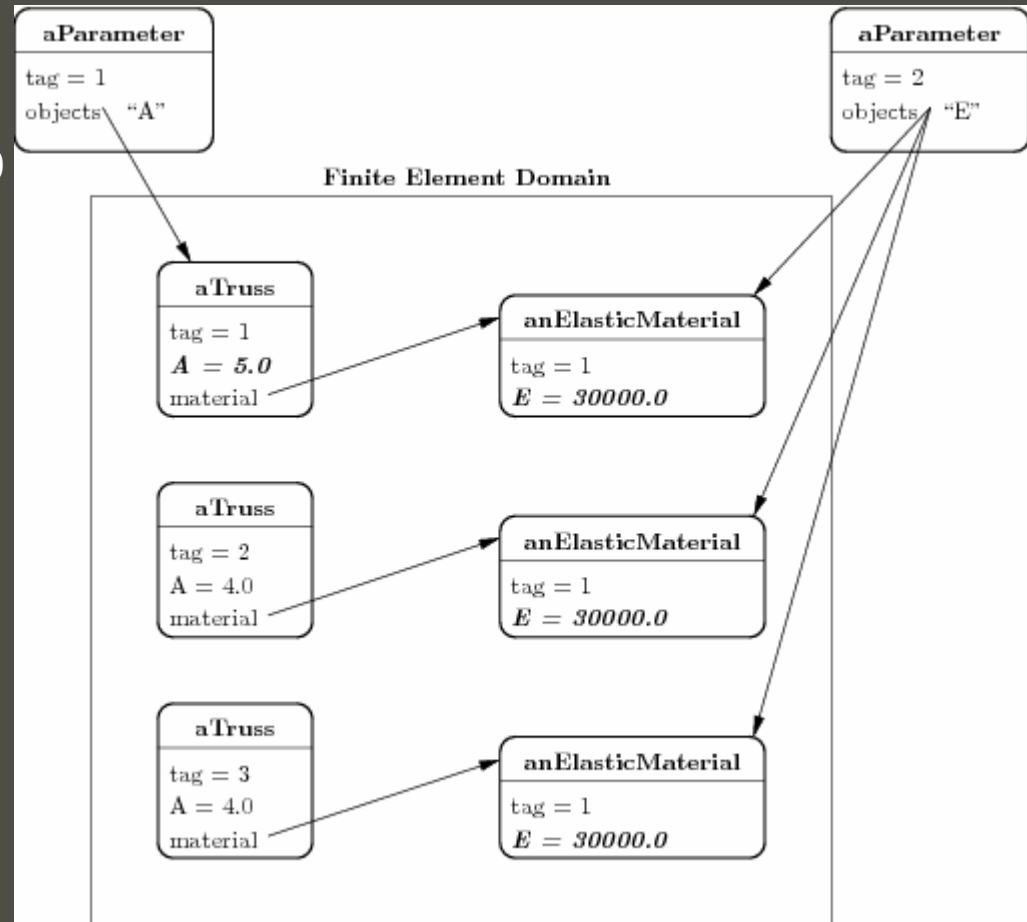 aParameter
tag = 1
objects “A”
aParameter
tag = 2
objects “E”
Finite Element Domain
aTruss
tag = 1
A = 5.0
material
anElasticMaterial
tag = 1
E = 30000.0
aTruss
tag = 2
A = 4.0
material
anElasticMaterial
tag = 1
E = 30000.0
aTruss
tag = 3
A = 4.0
material
anElasticMaterial
tag = 1
E = 30000.0